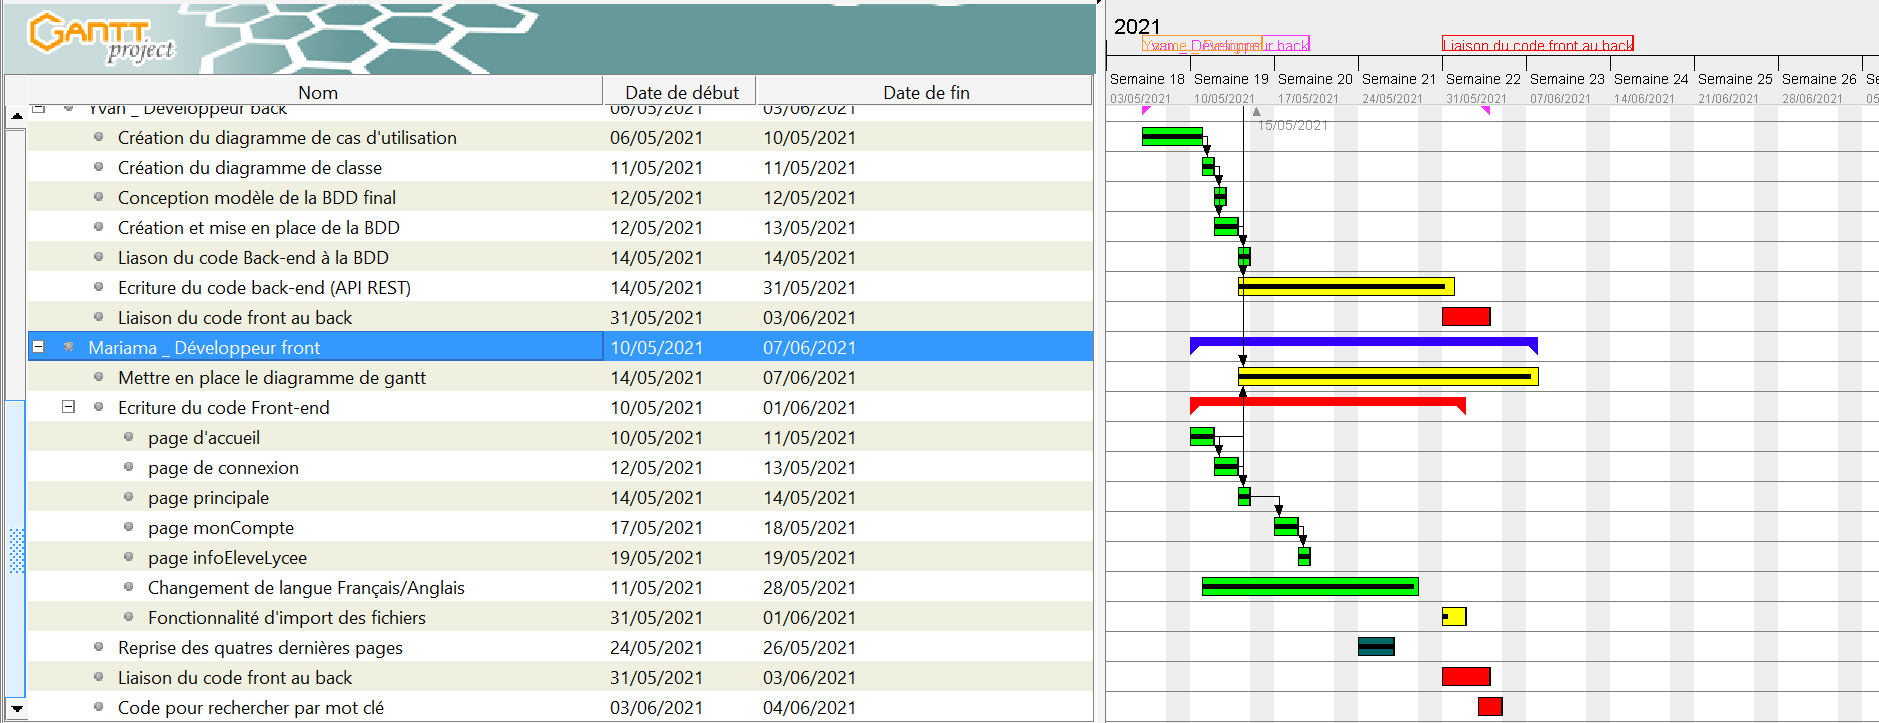 GANTT
project
Nom Date de début Date de fin
Yvan _ Développeur back 06/05/2021 03/06/2021
Création du diagramme de cas d'utilisation 06/05/2021 10/05/2021
Création du diagramme de classe 11/05/2021 11/05/2021
Conception modèle de la BDD final 12/05/2021 12/05/2021
Création et mise en place de la BDD 12/05/2021 13/05/2021
Liason du code Back-end à la BDD 14/05/2021 14/05/2021
Ecriture du code back-end (API REST) 14/05/2021 31/05/2021
Liaison du code front au back 31/05/2021 03/06/2021
Mariama _ Développeur front 10/05/2021 07/06/2021
Mettre en place le diagramme de gantt 14/05/2021 07/06/2021
Ecriture du code Front-end 10/05/2021 01/06/2021
page d'accueil 10/05/2021 11/05/2021
page de connexion 12/05/2021 13/05/2021
page principale 14/05/2021 14/05/2021
page monCompte 17/05/2021 18/05/2021
page infoEleveLycee 19/05/2021 19/05/2021
Changement de langue Français/Anglais 11/05/2021 28/05/2021
Fonctionnalité d'import des fichiers 31/05/2021 01/06/2021
Reprise des quatres dernières pages 24/05/2021 26/05/2021
Liaison du code front au back 31/05/2021 03/06/2021
Code pour rechercher par mot clé 03/06/2021 04/06/2021
2021
Yvan _ Développeur back Liaison du code front au back
Semaine 18 Semaine 19 Semaine 20 Semaine 21 Semaine 22 Semaine 23 Semaine 24 Semaine 25 Semaine 26 Sem
03/05/2021 10/05/2021 17/05/2021 24/05/2021 31/05/2021 07/06/2021 14/06/2021 21/06/2021 28/06/2021 05
15/05/2021